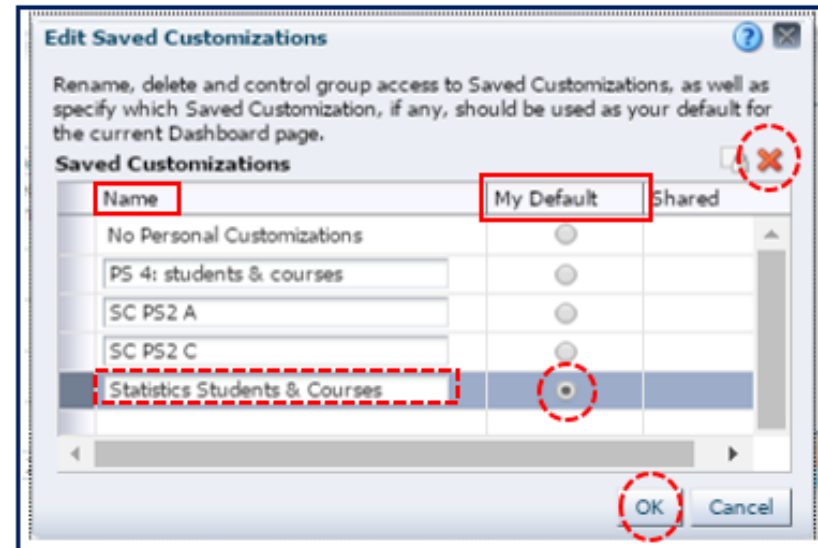 Edit Saved Customizations
Rename, delete and control group access to Saved Customizations, as well as
specify which Saved Customization, if any, should be used as your default for
the current Dashboard page.
Saved Customizations
Name My Default Shared
No Personal Customizations
PS 4: students & courses
SC PS2 A
SC PS2 C
Statistics Students & Courses
OK Cancel